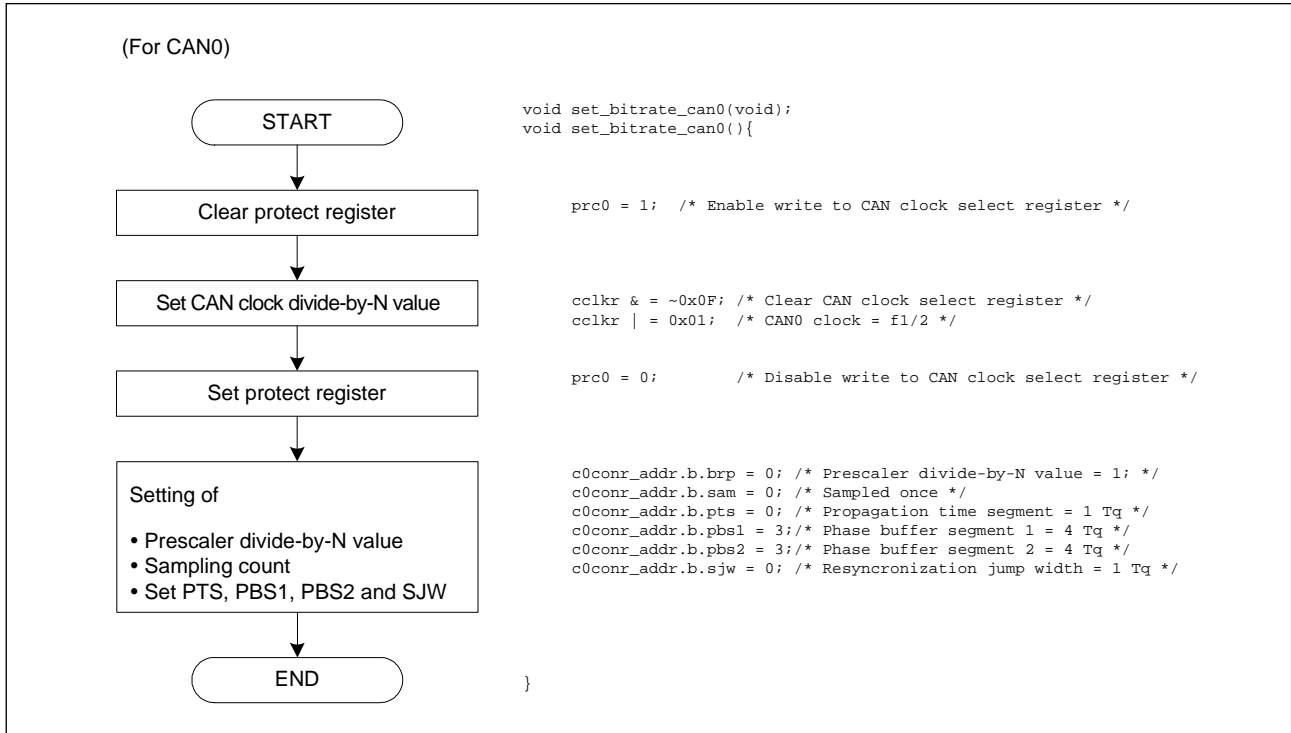 (For CAN0)
START
void set_bitrate_can0(void);
void set_bitrate_can0(){
Clear protect register
prc0 = 1;  /* Enable write to CAN clock select register */
Set CAN clock divide-by-N value
cclkr & = ~0x0F; /* Clear CAN clock select register */
cclkr | = 0x01;  /* CAN0 clock = f1/2 */
Set protect register
prc0 = 0;        /* Disable write to CAN clock select register */
Setting of
• Prescaler divide-by-N value
• Sampling count
• Set PTS, PBS1, PBS2 and SJW
c0conr_addr.b.brp = 0; /* Prescaler divide-by-N value = 1; */
c0conr_addr.b.sam = 0; /* Sampled once */
c0conr_addr.b.pts = 0; /* Propagation time segment = 1 Tq */
c0conr_addr.b.pbs1 = 3;/* Phase buffer segment 1 = 4 Tq */
c0conr_addr.b.pbs2 = 3;/* Phase buffer segment 2 = 4 Tq */
c0conr_addr.b.sjw = 0; /* Resyncronization jump width = 1 Tq */
END
}